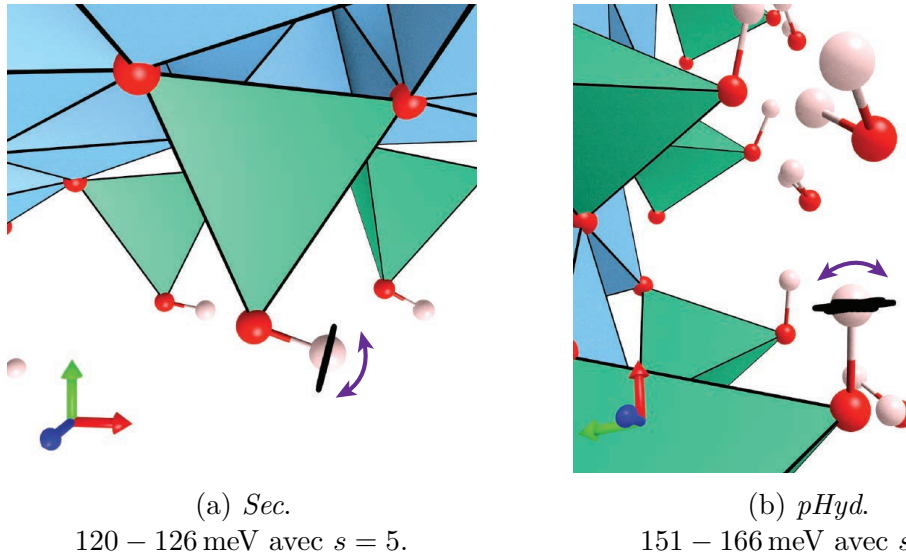 (a) Sec.
120 − 126 meV avec s = 5.
(b) pHyd.
151 − 166 meV avec s